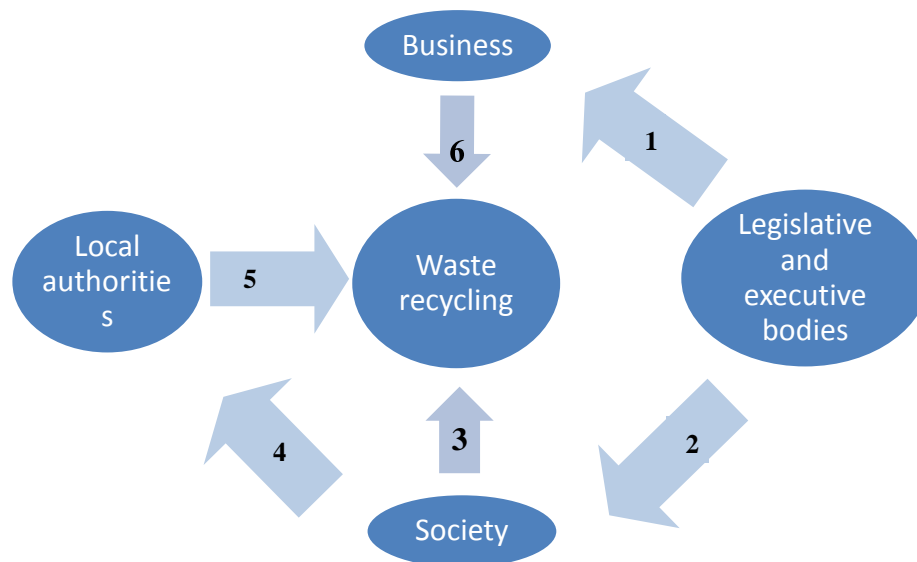 Business
1
6
Local
authoritie
s
5
Waste
recycling
Legislative
and
executive
bodies
4
3
2
Society